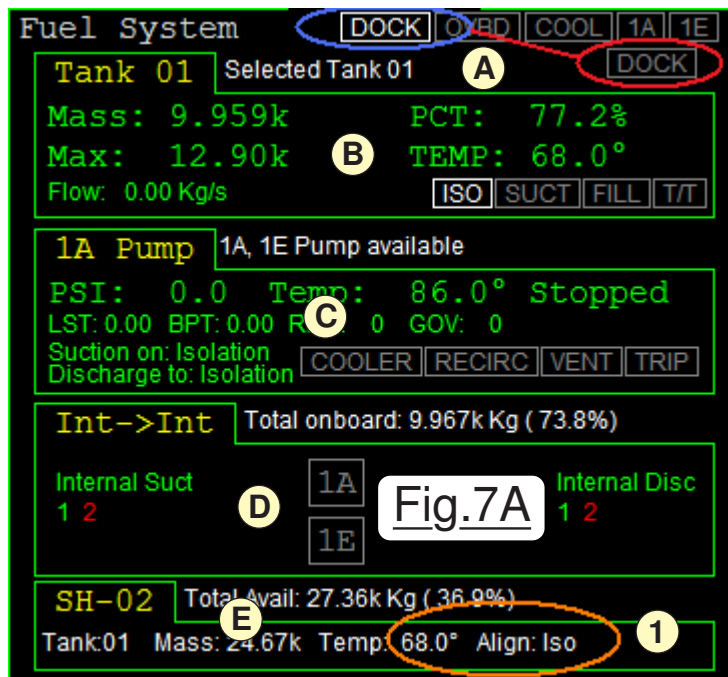 Fuel System DOCK OVBD COOL 1A 1E
Tank 01 Selected Tank 01 A DOCK
Mass: 9.959k PCT: 77.2%
Max: 12.90k B TEMP: 68.0°
Flow: 0.00 Kg/s ISO SUCT FILL T/T
1A Pump 1A, 1E Pump available
PSI: 0.0 Temp: 86.0° Stopped
LST: 0.00 BPT: 0.00 C 0 GOV: 0
Suction on: Isolation
Discharge to: Isolation COOLER RECIRC VENT TRIP
Int->Int Total onboard: 9.967k Kg ( 73.8%)
Internal Suct 1A Fig.7A Internal Disc
1 2 D 1 2
1E
SH-02 Total Avail: 27.36k Kg ( 36.9%)
E 1
Tank:01 Mass: 24.67k Temp: 68.0° Align: Iso